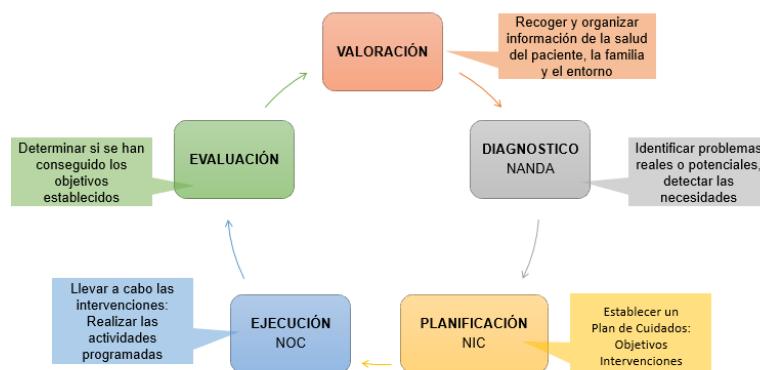 VALORACIÓN
Recoger y organizar
información de la salud
del paciente, la familia
y el entorno
DIAGNOSTICO
NANDA
Identificar problemas
reales o potenciales,
detectar las
necesidades
PLANIFICACIÓN
NIC
Establecer un
Plan de Cuidados:
Objetivos
Intervenciones
EJECUCIÓN
NOC
Llevar a cabo las
intervenciones:
Realizar las
actividades
programadas
EVALUACIÓN
Determinar si se han
conseguido los
objetivos
establecidos